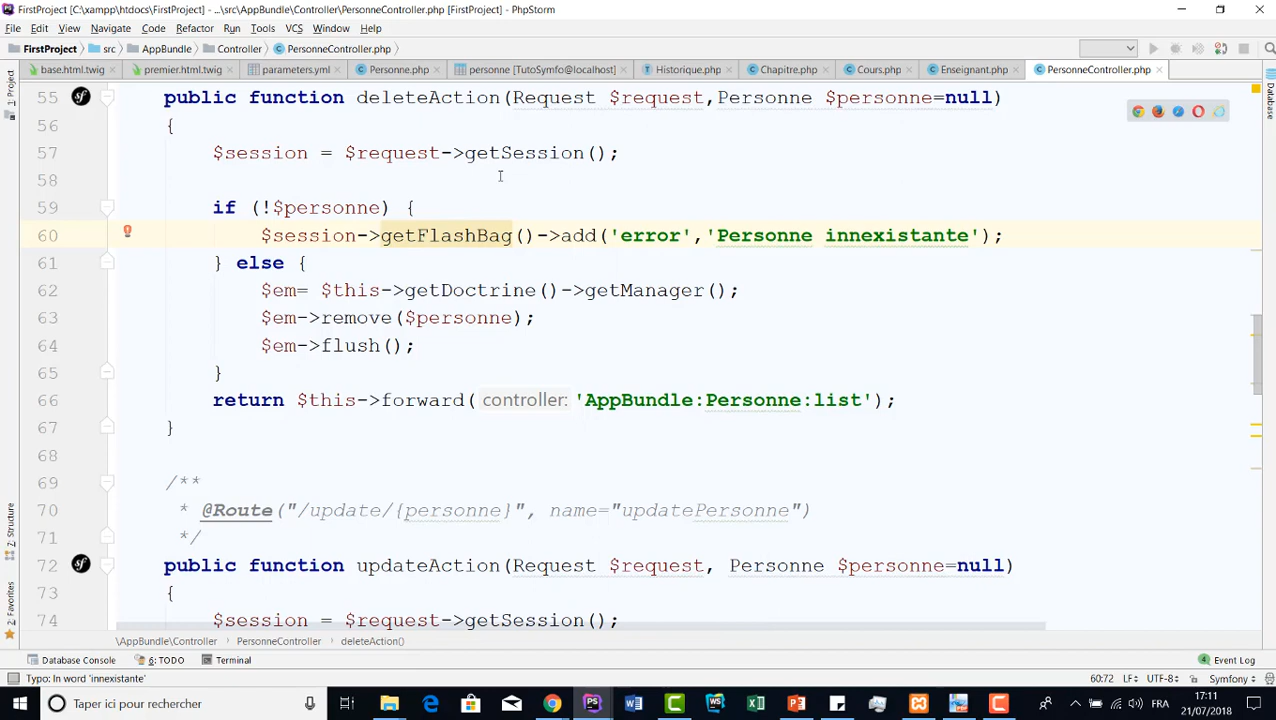 FirstProject [C:\xampp\htdocs\FirstProject] - ...\src\AppBundle\Controller\PersonneController.php [FirstProject] - PhpStorm
File Edit View Navigate Code Refactor Run Tools VCS Window Help
FirstProject src AppBundle Controller PersonneController.php
base.html.twig premier.html.twig parameters.yml Personne.php personne [TutoSymfo@localhost] Historique.php Chapitre.php Cours.php Enseignant.php PersonneController.php
1: Project
Database
55 public function deleteAction(Request $request,Personne $personne=null)
56 {
57 $session = $request->getSession();
58
59 if (!$personne) {
60 $session->getFlashBag()->add('error','Personne innexistante');
61 } else {
62 $em= $this->getDoctrine()->getManager();
63 $em->remove($personne);
64 $em->flush();
65 }
66 return $this->forward( controller: 'AppBundle:Personne:list');
67 }
68
69 /**
70 * @Route("/update/{personne}", name="updatePersonne")
71 */
72 public function updateAction(Request $request, Personne $personne=null)
73 {
74 $session = $request->getSession();
Z: Structure
2: Favorites
\AppBundle\Controller PersonneController deleteAction()
Database Console 6: TODO Terminal 4 Event Log
Typo: In word 'innexistante' 60:72 LF÷ UTF-8÷ Symfony÷
Taper ici pour rechercher FRA 17:11
21/07/2018